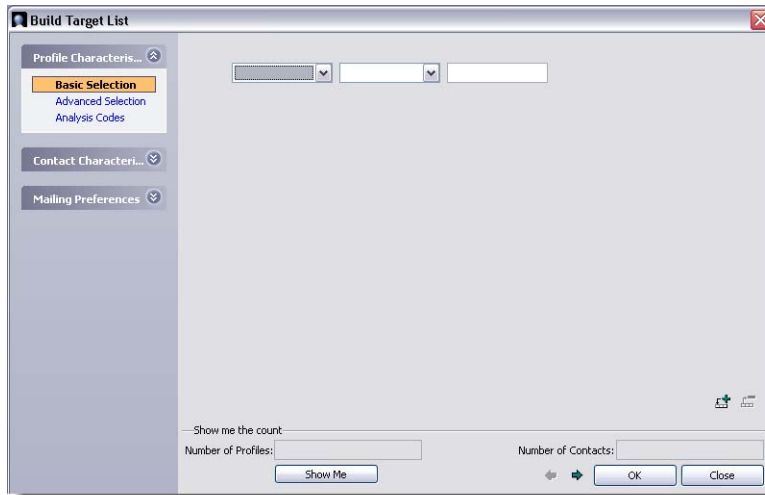 Build Target List
Profile Characteris...
Basic Selection
Advanced Selection
Analysis Codes
Contact Characteri...
Mailing Preferences
Show me the count
Number of Profiles:
Number of Contacts:
Show Me
OK
Close